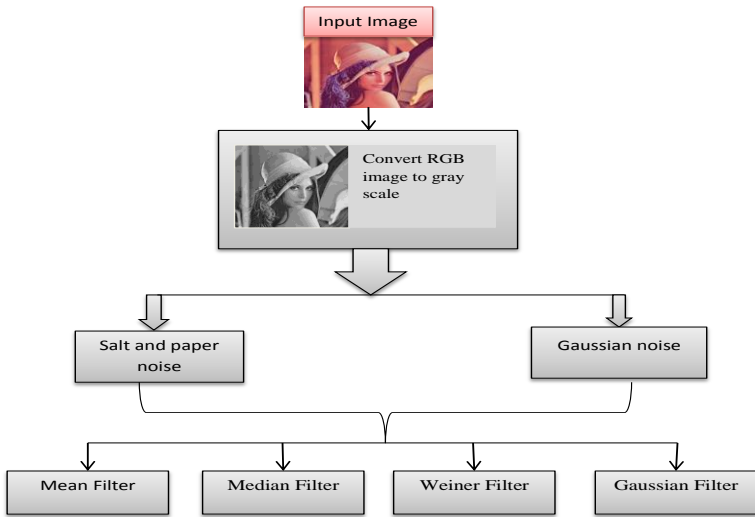 Input Image
Convert RGB
image to gray
scale
Salt and paper
noise
Gaussian noise
Mean Filter
Median Filter
Weiner Filter
Gaussian Filter